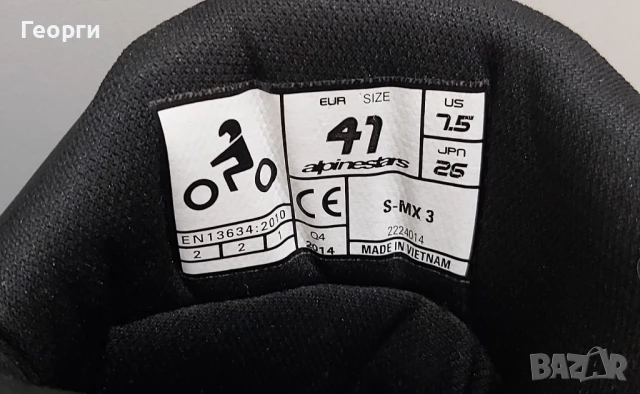 Георги
EUR SIZE
41
alpinestars
US
7.5
JPN
26
EN13634:2010
2 2 1
CE
Q4
2014
S-MX 3
2224014
MADE IN VIETNAM
BAZAR